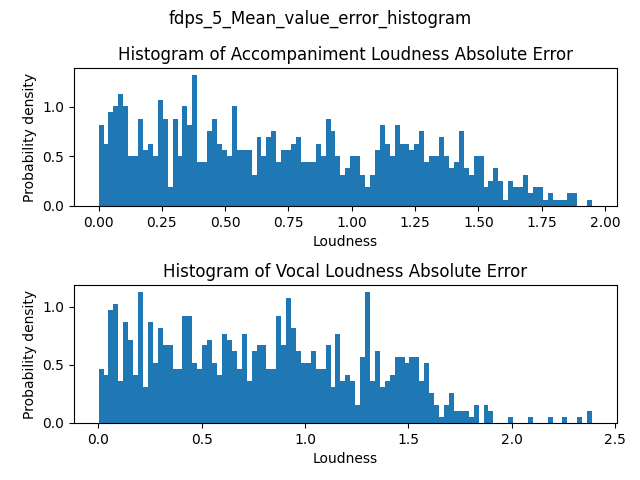 fdps_5_Mean_value_error_histogram
Histogram of Accompaniment Loudness Absolute Error
Probability density
1.0
0.5
0.0
0.00 0.25 0.50 0.75 1.00 1.25 1.50 1.75 2.00
Loudness
Histogram of Vocal Loudness Absolute Error
Probability density
1.0
0.5
0.0
0.0 0.5 1.0 1.5 2.0 2.5
Loudness